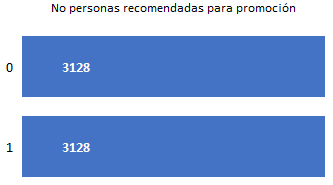 No personas recomendadas para promoción
0 3128
1 3128